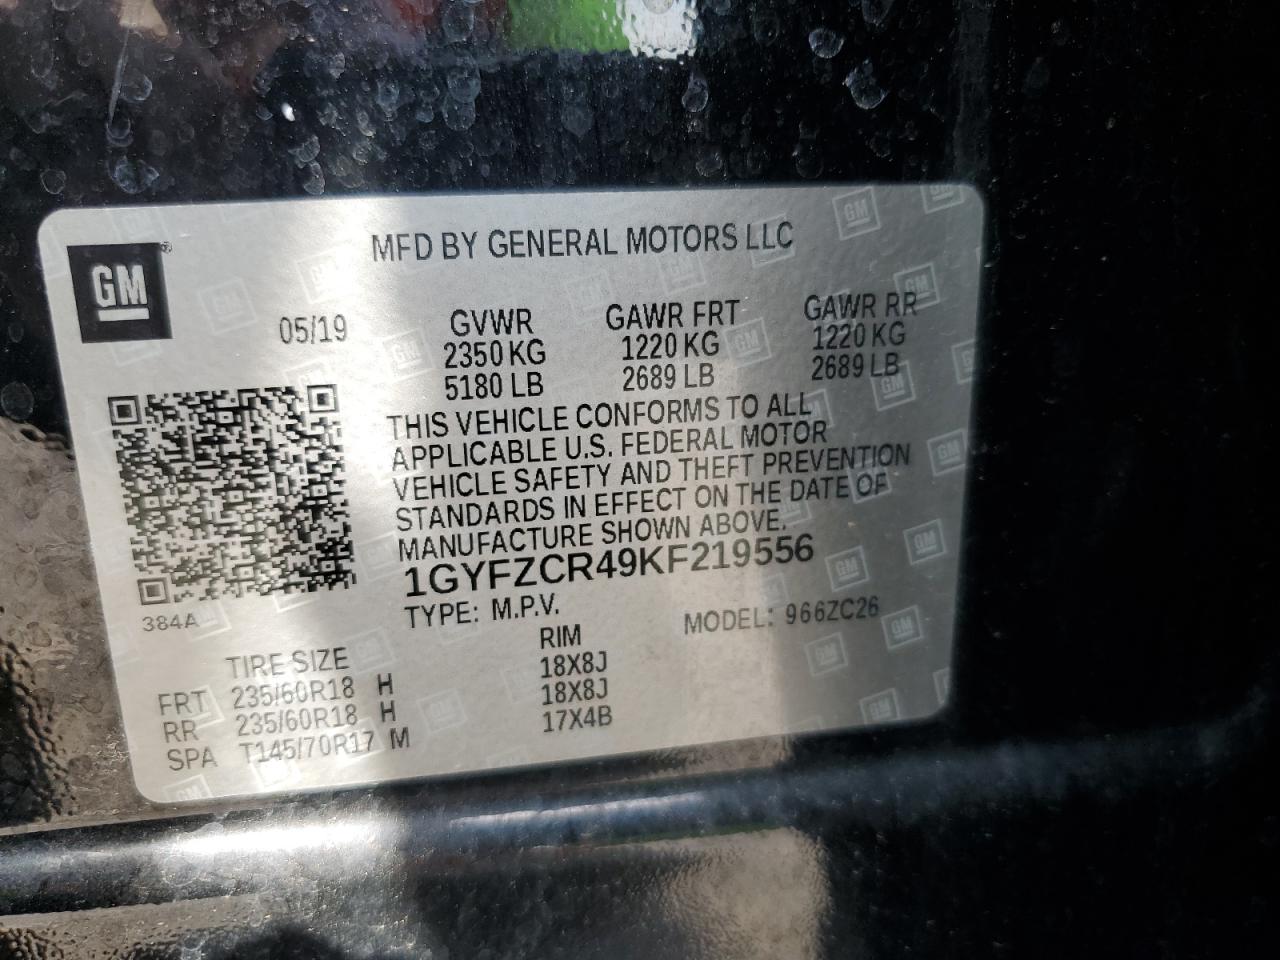 MFD BY GENERAL MOTORS LLC
GM
05/19 GVWR GAWR FRT GAWR RR
2350 KG 1220 KG 1220 KG
5180 LB 2689 LB 2689 LB
THIS VEHICLE CONFORMS TO ALL
APPLICABLE U.S. FEDERAL MOTOR
VEHICLE SAFETY AND THEFT PREVENTION
STANDARDS IN EFFECT ON THE DATE OF
MANUFACTURE SHOWN ABOVE.
1GYFZCR49KF219556
384A TYPE: M.P.V. MODEL: 966ZC26
TIRE SIZE RIM
FRT 235/60R18 H 18X8J
RR 235/60R18 H 18X8J
SPA T145/70R17 M 17X4B